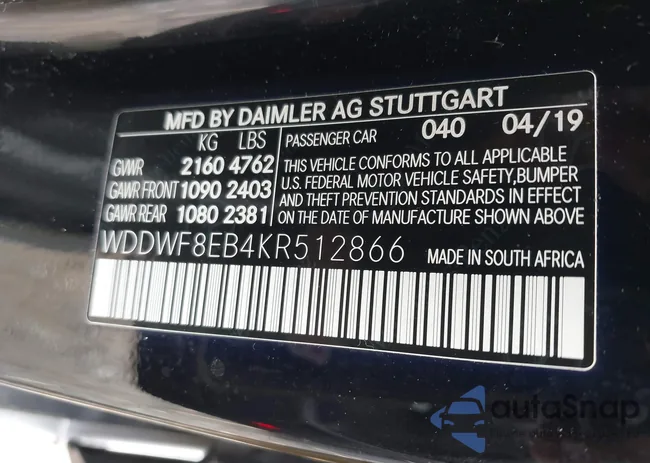 MFD BY DAIMLER AG STUTTGART
KG LBS
GVWR 2160 4762
GAWR FRONT 1090 2403
GAWR REAR 1080 2381
PASSENGER CAR 040 04/19
THIS VEHICLE CONFORMS TO ALL APPLICABLE
U.S. FEDERAL MOTOR VEHICLE SAFETY, BUMPER
AND THEFT PREVENTION STANDARDS IN EFFECT
ON THE DATE OF MANUFACTURE SHOWN ABOVE
WDDWF8EB4KR512866 MADE IN SOUTH AFRICA
autoSnap